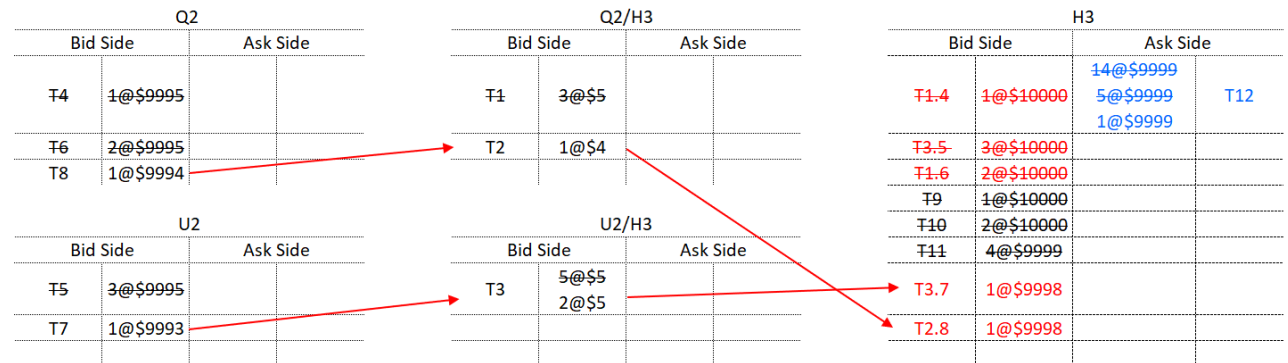 Q2
Bid Side Ask Side
T4 1@$9995
T6 2@$9995
T8 1@$9994
Q2/H3
Bid Side Ask Side
T1 3@$5
T2 1@$4
H3
Bid Side Ask Side
14@$9999
T1.4 1@$10000 5@$9999 T12
1@$9999
T3.5 3@$10000
T1.6 2@$10000
T9 1@$10000
T10 2@$10000
T11 4@$9999
T3.7 1@$9998
T2.8 1@$9998
U2
Bid Side Ask Side
T5 3@$9995
T7 1@$9993
U2/H3
Bid Side Ask Side
5@$5
T3
2@$5